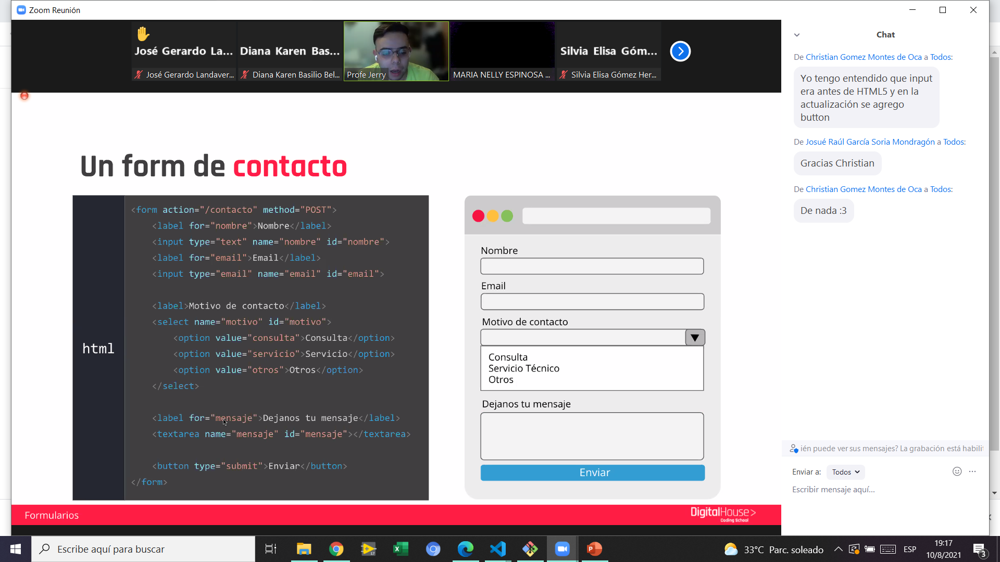 Zoom Reunión
José Gerardo La...
Diana Karen Bas...
Silvia Elisa Góm...
José Gerardo Landaver...
Diana Karen Basilio Bel...
Profe Jerry
MARIA NELLY ESPINOSA ...
Silvia Elisa Gómez Her...
Un form de contacto
html
<form action="/contacto" method="POST">
<label for="nombre">Nombre</label>
<input type="text" name="nombre" id="nombre">
<label for="email">Email</label>
<input type="email" name="email" id="email">
<label>Motivo de contacto</label>
<select name="motivo" id="motivo">
<option value="consulta">Consulta</option>
<option value="servicio">Servicio</option>
<option value="otros">Otros</option>
</select>
<label for="mensaje">Dejanos tu mensaje</label>
<textarea name="mensaje" id="mensaje"></textarea>
<button type="submit">Enviar</button>
</form>
Nombre
Email
Motivo de contacto
Consulta
Servicio Técnico
Otros
Dejanos tu mensaje
Enviar
Formularios
DigitalHouse>
Coding School
Chat
De Christian Gomez Montes de Oca a Todos:
Yo tengo entendido que input
era antes de HTML5 y en la
actualización se agrego
button
De Josué Raúl García Soria Mondragón a Todos:
Gracias Christian
De Christian Gomez Montes de Oca a Todos:
De nada :3
ién puede ver sus mensajes? La grabación está habilit
Enviar a: Todos
...
Escribir mensaje aquí...
Escribe aquí para buscar
33°C Parc. soleado
ESP
19:17
10/8/2021
3